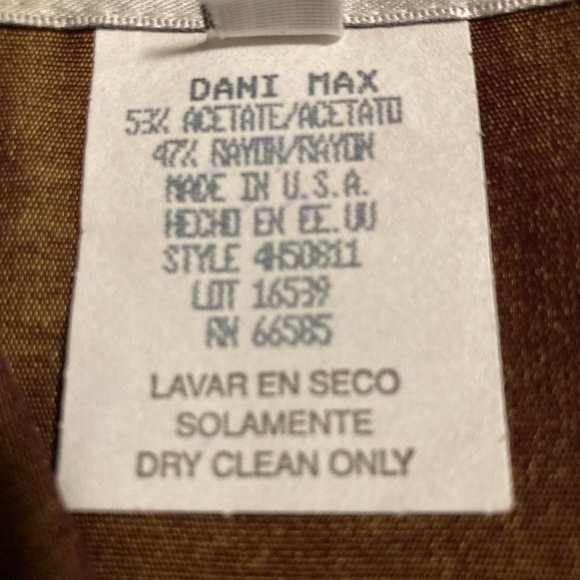 DANI MAX
53% ACETATE/ACETATO
47% RAYON/RAYON
MADE IN U.S.A.
HECHO EN EE.UU
STYLE 4H50811
LOT 16539
RN 66585
LAVAR EN SECO
SOLAMENTE
DRY CLEAN ONLY